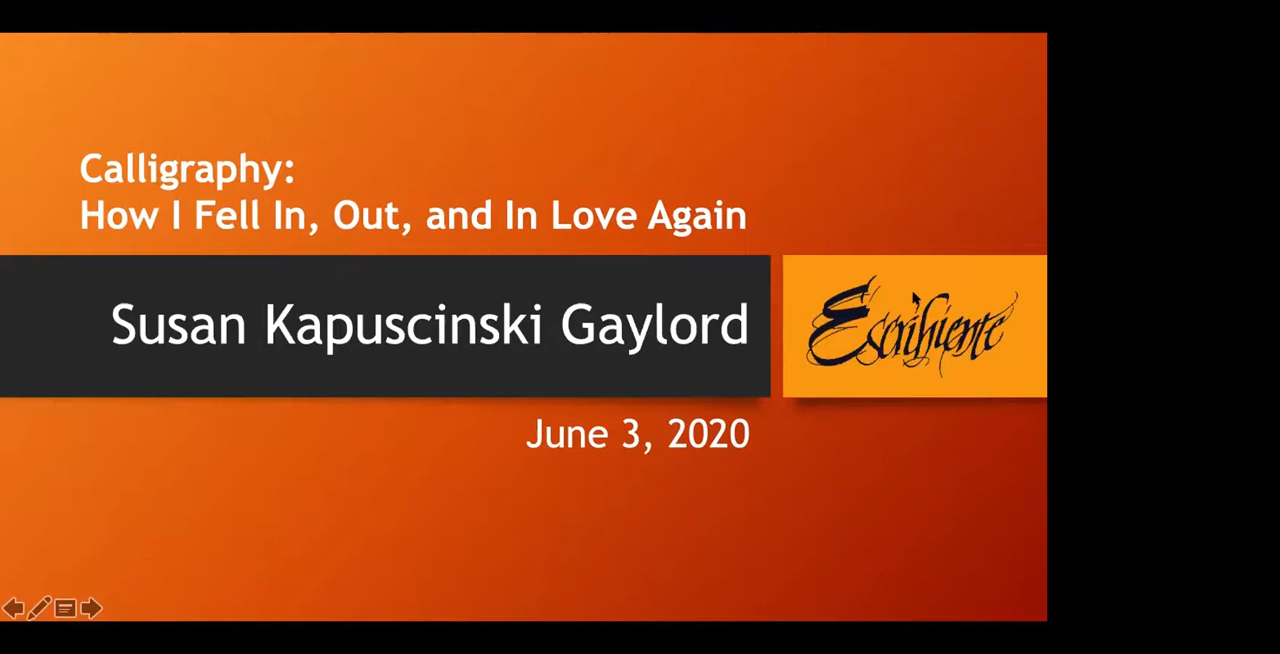 Calligraphy:
How I Fell In, Out, and In Love Again
Susan Kapuscinski Gaylord
Escribiente
June 3, 2020